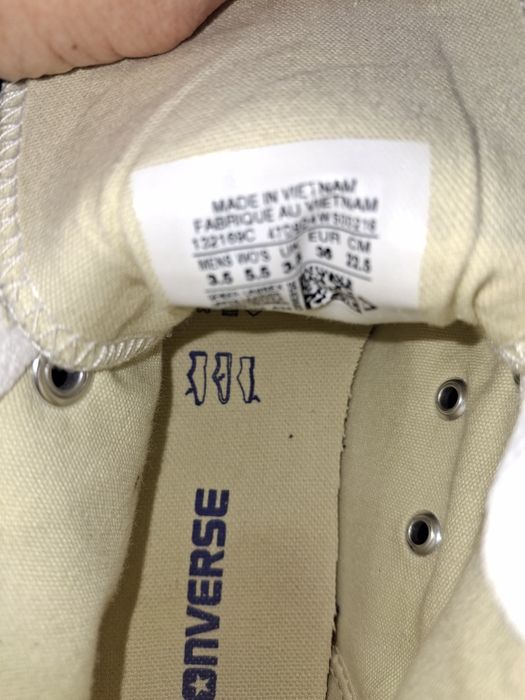 MADE IN VIETNAM
FABRIQUE AU VIETNAM
132169C
MENS WO'S UK EUR CM
3.5 5.5 3.5 36 22.5
CONVERSE